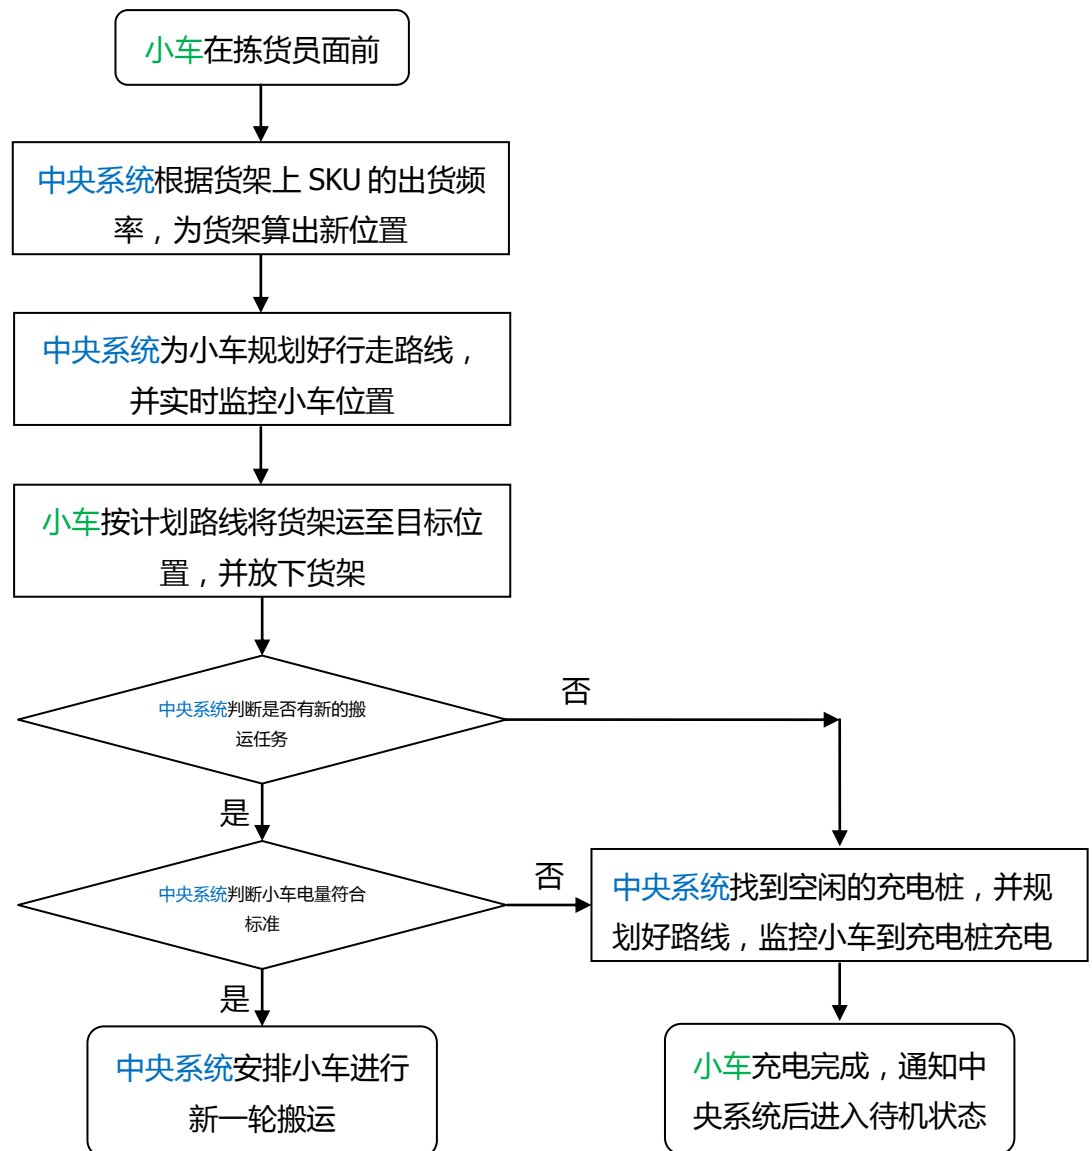 小车在拣货员面前
中央系统根据货架上 SKU 的出货频
率，为货架算出新位置
中央系统为小车规划好行走路线，
并实时监控小车位置
小车按计划路线将货架运至目标位
置，并放下货架
中央系统判断是否有新的搬
运任务
否
是
中央系统判断小车电量符合
标准
否
中央系统找到空闲的充电桩，并规
划好路线，监控小车到充电桩充电
是
中央系统安排小车进行
新一轮搬运
小车充电完成，通知中
央系统后进入待机状态